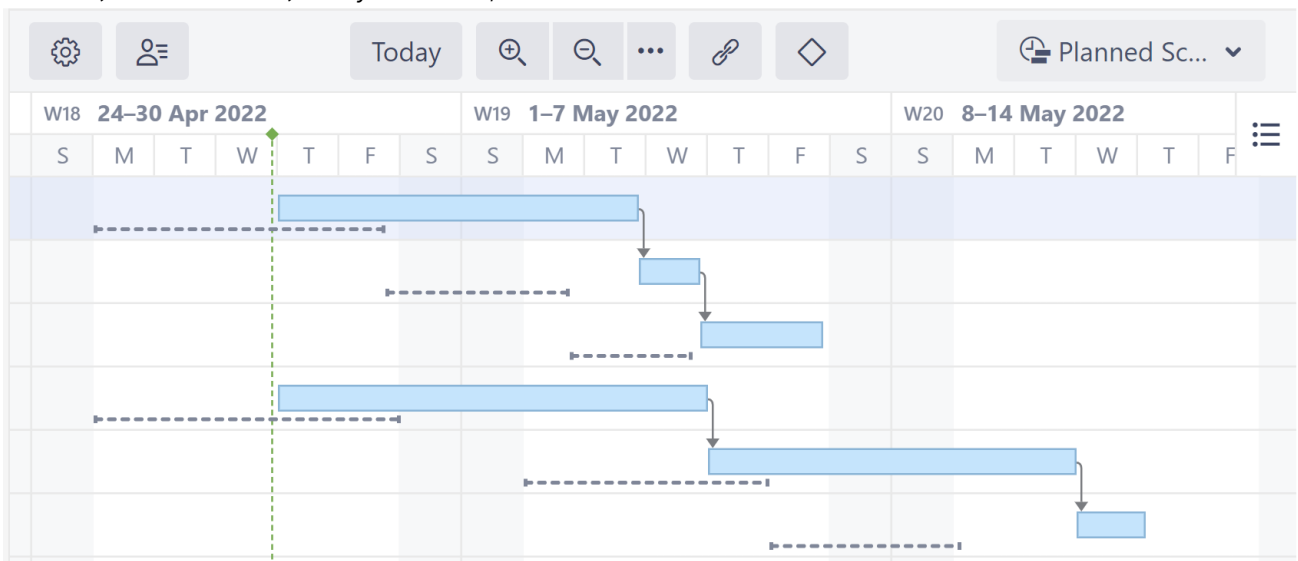 Today
Planned Sc...
W18 24–30 Apr 2022 W19 1–7 May 2022 W20 8–14 May 2022
S M T W T F S S M T W T F S S M T W T F